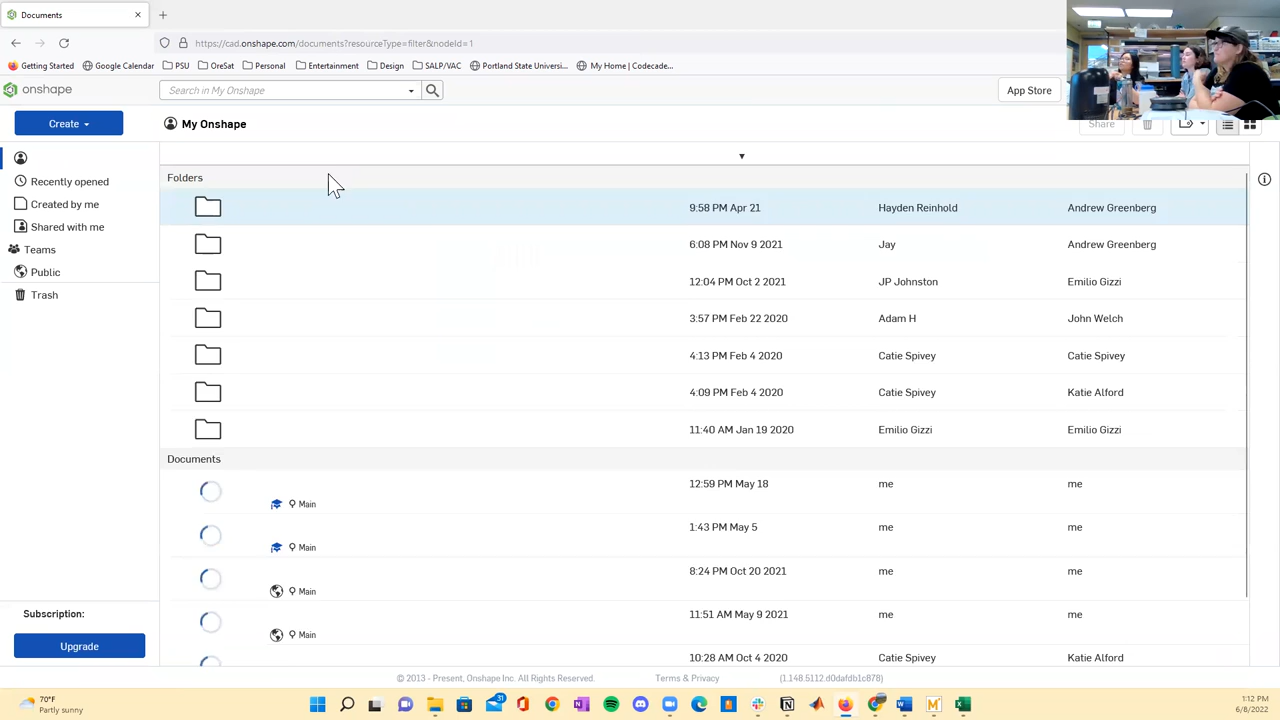 Documents
https://cad.onshape.com/documents?resourceType=filter&nodeId=
Getting Started
Google Calendar
PSU
OreSat
Personal
Entertainment
Design
SALP/VAC
Portland State Unive...
My Home | Codecade...
onshape
Search in My Onshape
App Store
Create
My Onshape
Share
Recently opened
Created by me
Shared with me
Teams
Public
Trash
Folders
9:58 PM Apr 21 Hayden Reinhold Andrew Greenberg
6:08 PM Nov 9 2021 Jay Andrew Greenberg
12:04 PM Oct 2 2021 JP Johnston Emilio Gizzi
3:57 PM Feb 22 2020 Adam H John Welch
4:13 PM Feb 4 2020 Catie Spivey Catie Spivey
4:09 PM Feb 4 2020 Catie Spivey Katie Alford
11:40 AM Jan 19 2020 Emilio Gizzi Emilio Gizzi
Documents
12:59 PM May 18 me me
Main
1:43 PM May 5 me me
Main
8:24 PM Oct 20 2021 me me
Main
11:51 AM May 9 2021 me me
Main
10:28 AM Oct 4 2020 Catie Spivey Katie Alford
Subscription:
Upgrade
© 2013 - Present, Onshape Inc. All Rights Reserved.
Terms & Privacy
(1.148.5112.d0dafdb1c878)
70°F
Partly sunny
31
1:12 PM
6/8/2022